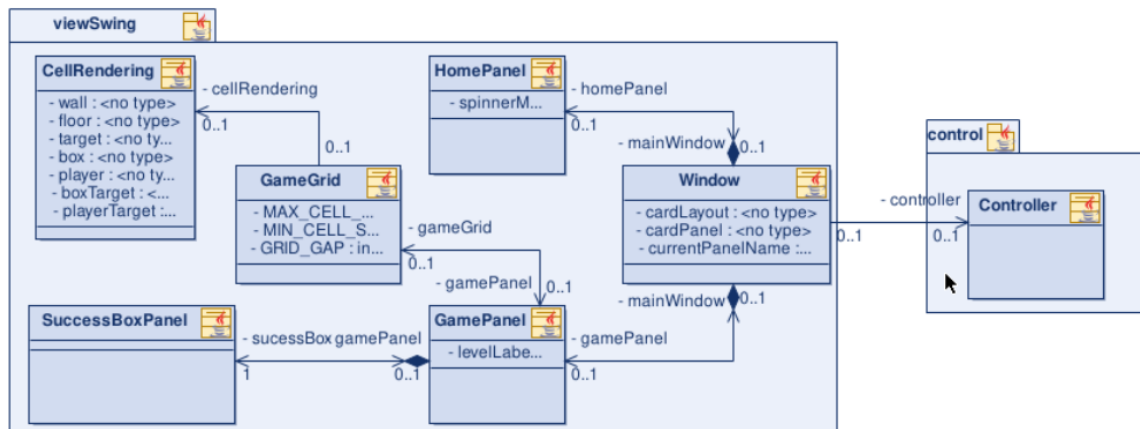 viewSwing
CellRendering
- wall : <no type>
- floor : <no type>
- target : <no ty...
- box : <no type>
- player : <no ty...
- boxTarget : <...
- playerTarget :...
- cellRendering
0..1
0..1
HomePanel
- spinnerM...
- homePanel
0..1
- mainWindow
0..1
GameGrid
- MAX_CELL_...
- MIN_CELL_S...
- GRID_GAP : in...
- gameGrid
0..1
- gamePanel
0..1
Window
- cardLayout : <no type>
- cardPanel : <no type>
- currentPanelName :...
0..1
- controller
0..1
control
Controller
- mainWindow
0..1
SuccessBoxPanel
- sucessBox
1
gamePanel
0..1
GamePanel
- levelLabe...
- gamePanel
0..1